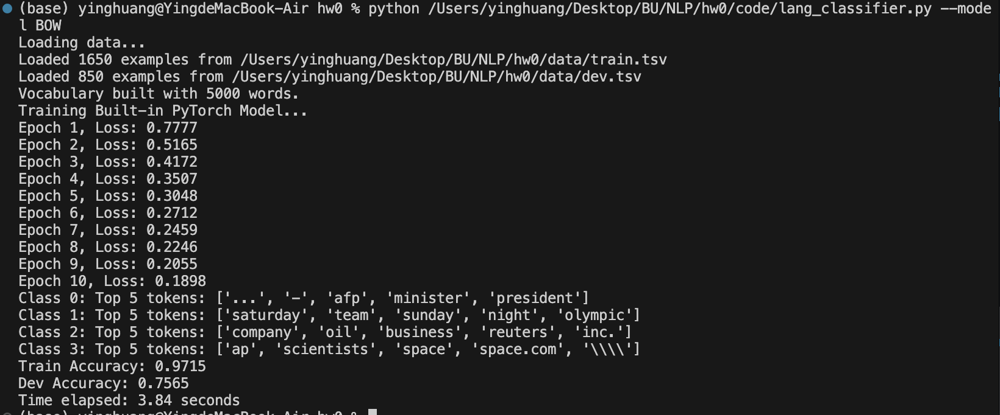 (base) yinghuang@YingdeMacBook-Air hw0 % python /Users/yinghuang/Desktop/BU/NLP/hw0/code/lang_classifier.py --mode
l BOW
Loading data...
Loaded 1650 examples from /Users/yinghuang/Desktop/BU/NLP/hw0/data/train.tsv
Loaded 850 examples from /Users/yinghuang/Desktop/BU/NLP/hw0/data/dev.tsv
Vocabulary built with 5000 words.
Training Built-in PyTorch Model...
Epoch 1, Loss: 0.7777
Epoch 2, Loss: 0.5165
Epoch 3, Loss: 0.4172
Epoch 4, Loss: 0.3507
Epoch 5, Loss: 0.3048
Epoch 6, Loss: 0.2712
Epoch 7, Loss: 0.2459
Epoch 8, Loss: 0.2246
Epoch 9, Loss: 0.2055
Epoch 10, Loss: 0.1898
Class 0: Top 5 tokens: ['...', '-', 'afp', 'minister', 'president']
Class 1: Top 5 tokens: ['saturday', 'team', 'sunday', 'night', 'olympic']
Class 2: Top 5 tokens: ['company', 'oil', 'business', 'reuters', 'inc.']
Class 3: Top 5 tokens: ['ap', 'scientists', 'space', 'space.com', '\\\\']
Train Accuracy: 0.9715
Dev Accuracy: 0.7565
Time elapsed: 3.84 seconds
(base) yinghuang@YingdeMacBook-Air hw0 %